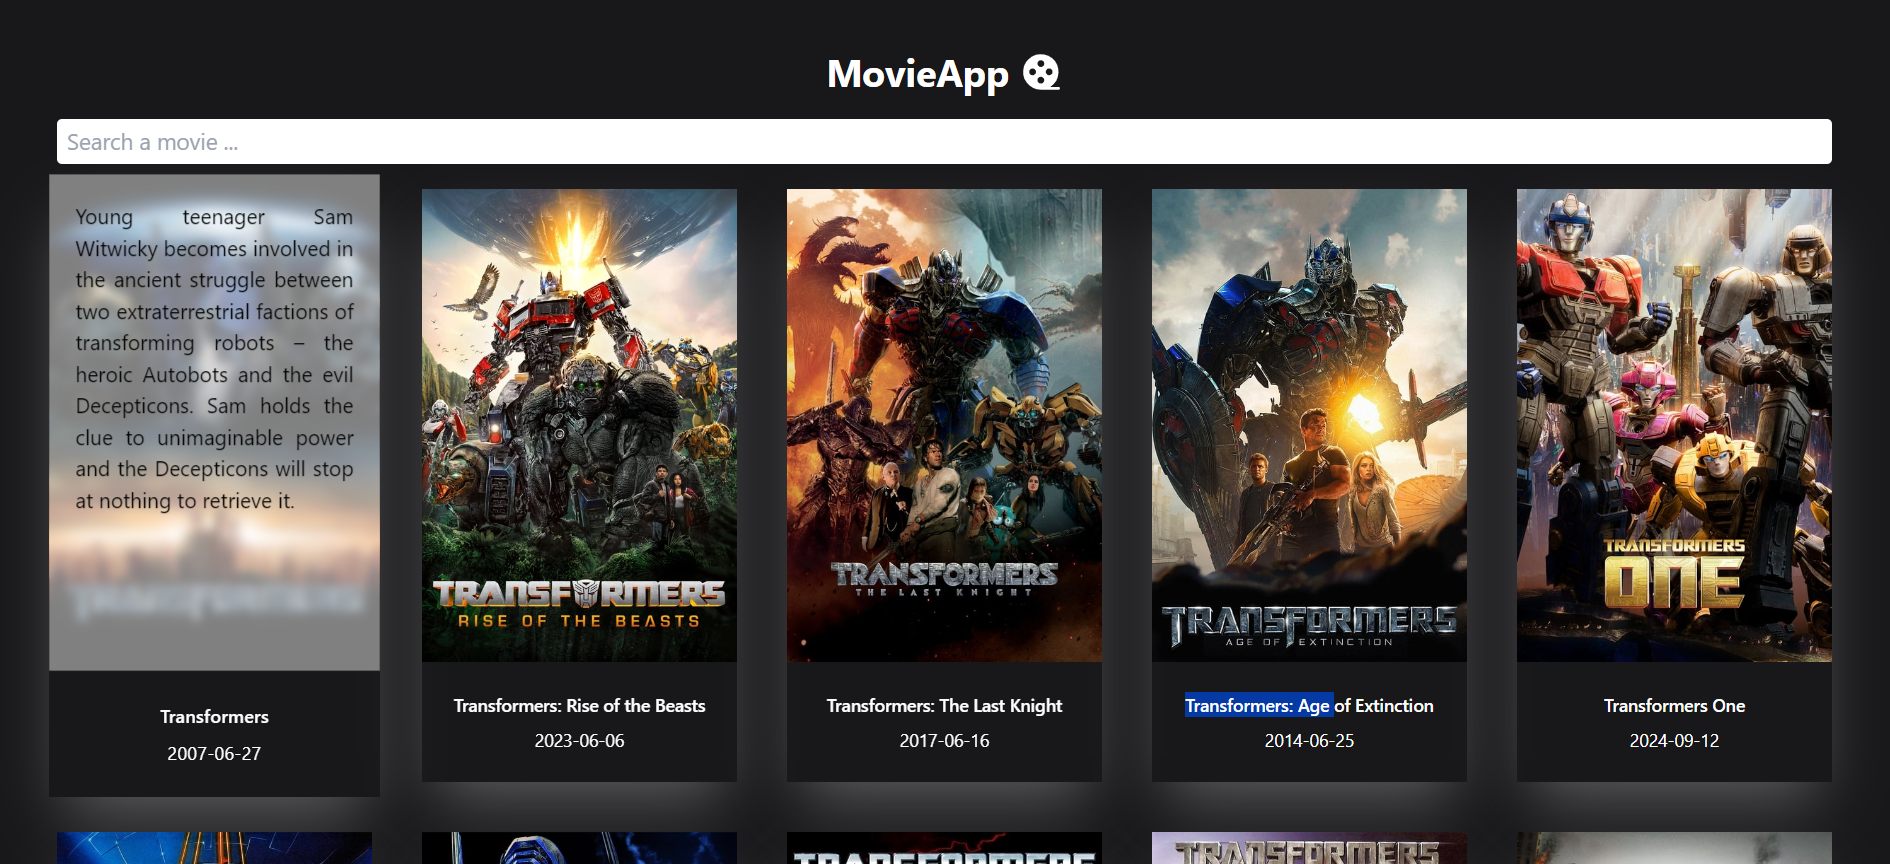 MovieApp
Search a movie ...
Young teenager Sam
Witwicky becomes involved in
the ancient struggle between
two extraterrestrial factions of
transforming robots – the
heroic Autobots and the evil
Decepticons. Sam holds the
clue to unimaginable power
and the Decepticons will stop
at nothing to retrieve it.
TRANSFORMERS
Transformers
2007-06-27
TRANSFORMERS
RISE OF THE BEASTS
Transformers: Rise of the Beasts
2023-06-06
TRANSFORMERS
THE LAST KNIGHT
Transformers: The Last Knight
2017-06-16
TRANSFORMERS
AGE OF EXTINCTION
Transformers: Age of Extinction
2014-06-25
TRANSFORMERS
ONE
Transformers One
2024-09-12
TRANSFORMERS
TRANSFORMERS